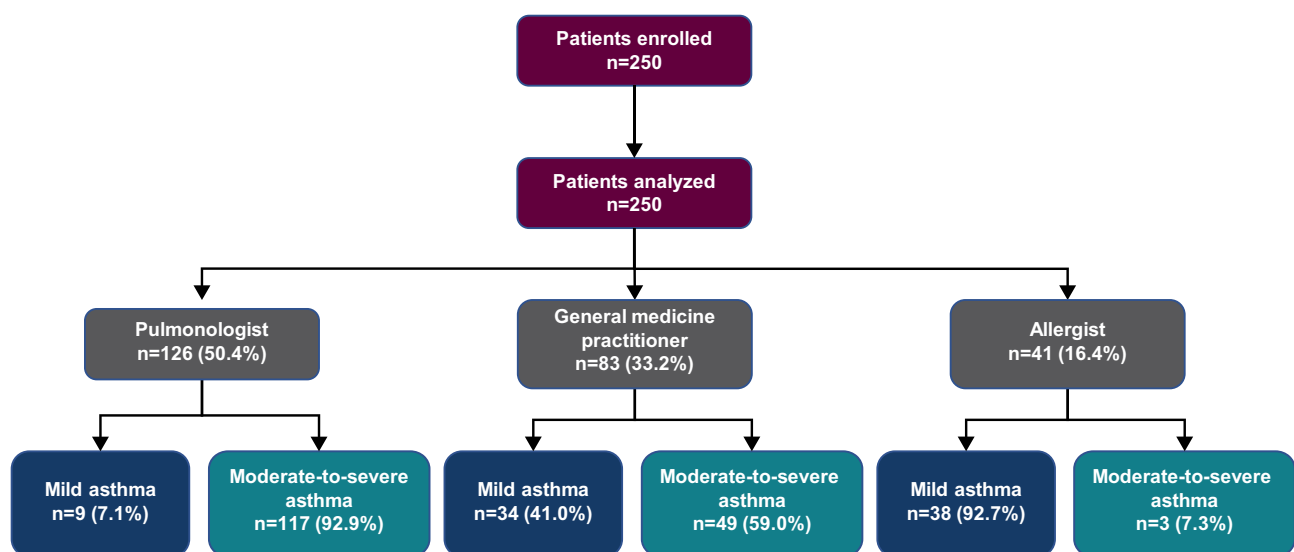 Patients enrolled
n=250
Patients analyzed
n=250
Pulmonologist
n=126 (50.4%)
General medicine
practitioner
n=83 (33.2%)
Allergist
n=41 (16.4%)
Mild asthma
n=9 (7.1%)
Moderate-to-severe
asthma
n=117 (92.9%)
Mild asthma
n=34 (41.0%)
Moderate-to-severe
asthma
n=49 (59.0%)
Mild asthma
n=38 (92.7%)
Moderate-to-severe
asthma
n=3 (7.3%)